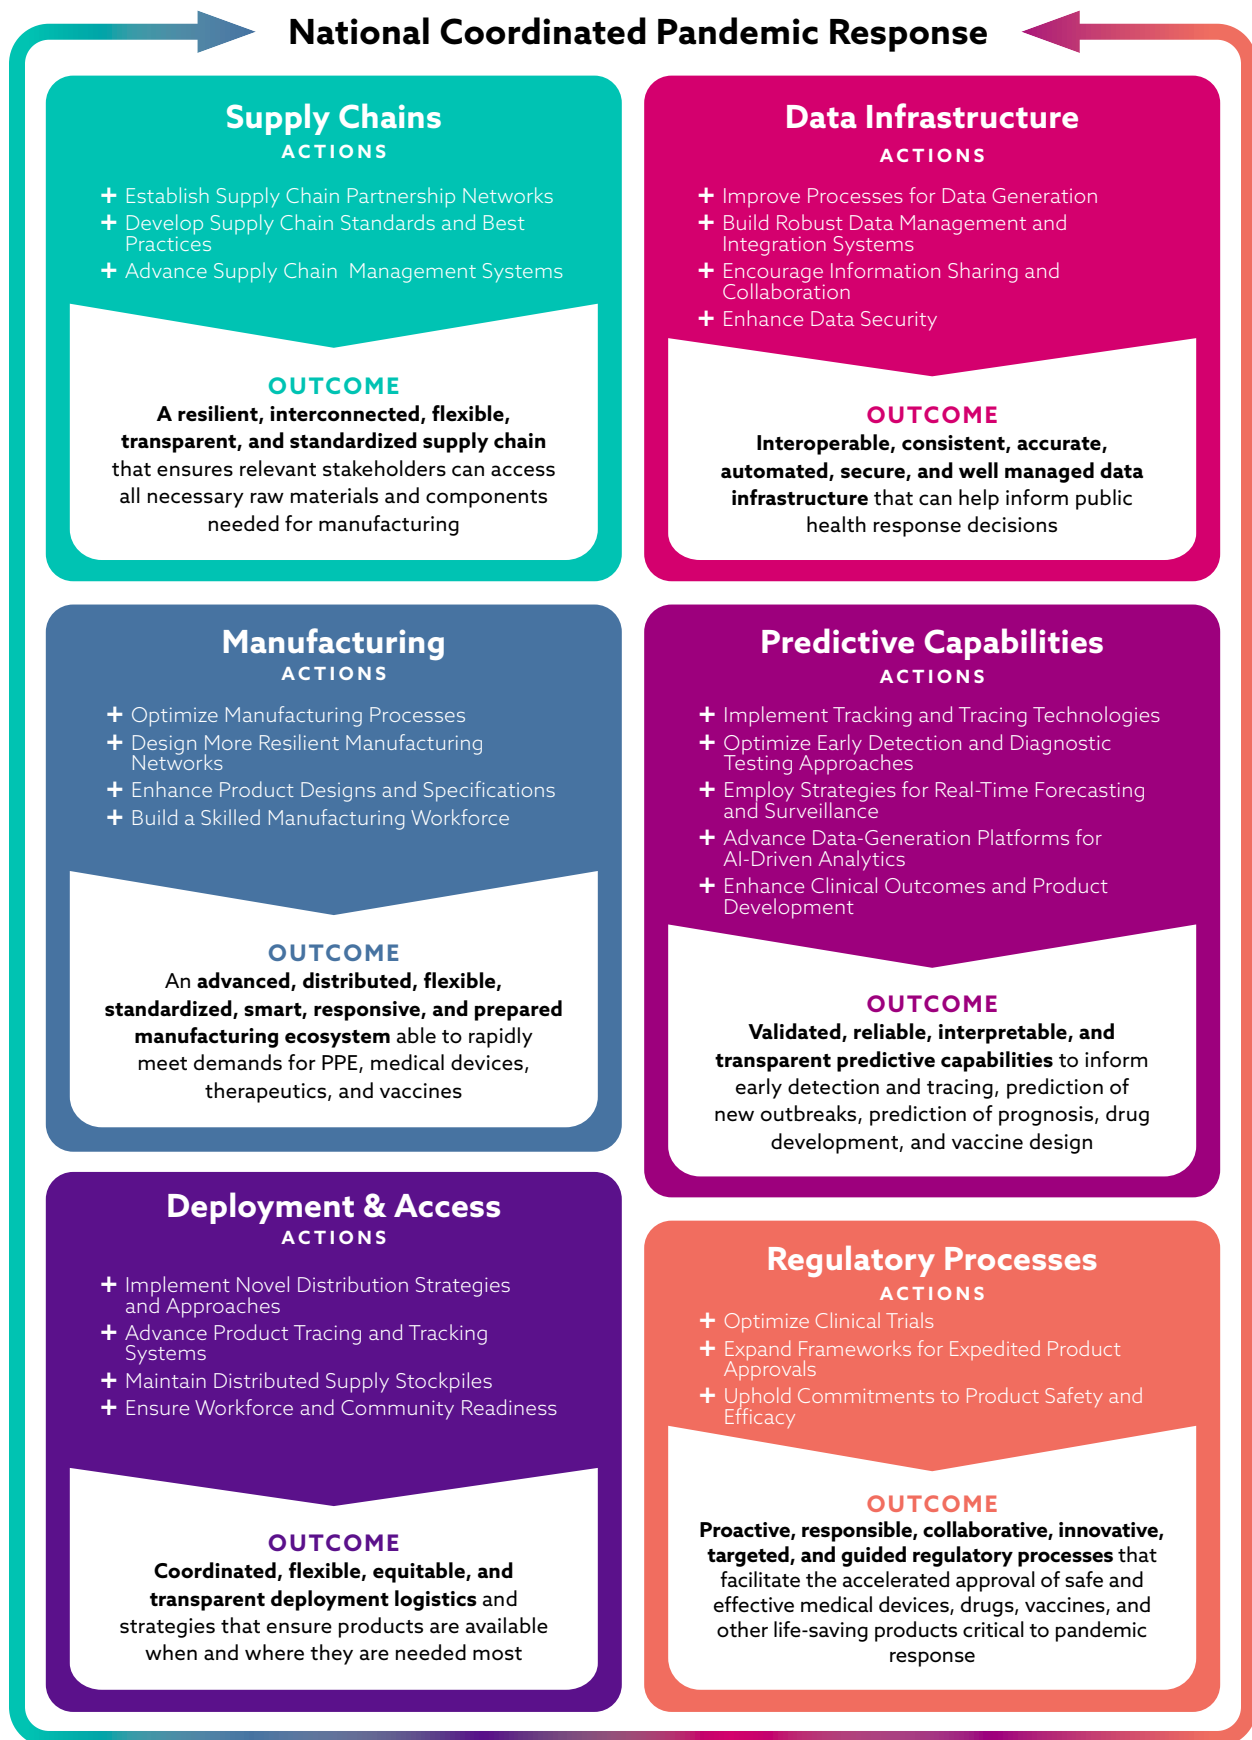 National Coordinated Pandemic Response
Supply Chains
ACTIONS
+ Establish Supply Chain Partnership Networks
+ Develop Supply Chain Standards and Best
Practices
+ Advance Supply Chain Management Systems
OUTCOME
A resilient, interconnected, flexible,
transparent, and standardized supply chain
that ensures relevant stakeholders can access
all necessary raw materials and components
needed for manufacturing
Data Infrastructure
ACTIONS
+ Improve Processes for Data Generation
+ Build Robust Data Management and
Integration Systems
+ Encourage Information Sharing and
Collaboration
+ Enhance Data Security
OUTCOME
Interoperable, consistent, accurate,
automated, secure, and well managed data
infrastructure that can help inform public
health response decisions
Manufacturing
ACTIONS
+ Optimize Manufacturing Processes
+ Design More Resilient Manufacturing
Networks
+ Enhance Product Designs and Specifications
+ Build a Skilled Manufacturing Workforce
OUTCOME
An advanced, distributed, flexible,
standardized, smart, responsive, and prepared
manufacturing ecosystem able to rapidly
meet demands for PPE, medical devices,
therapeutics, and vaccines
Predictive Capabilities
ACTIONS
+ Implement Tracking and Tracing Technologies
+ Optimize Early Detection and Diagnostic
Testing Approaches
+ Employ Strategies for Real-Time Forecasting
and Surveillance
+ Advance Data-Generation Platforms for
AI-Driven Analytics
+ Enhance Clinical Outcomes and Product
Development
OUTCOME
Validated, reliable, interpretable, and
transparent predictive capabilities to inform
early detection and tracing, prediction of
new outbreaks, prediction of prognosis, drug
development, and vaccine design
Deployment & Access
ACTIONS
+ Implement Novel Distribution Strategies
and Approaches
+ Advance Product Tracing and Tracking
Systems
+ Maintain Distributed Supply Stockpiles
+ Ensure Workforce and Community Readiness
OUTCOME
Coordinated, flexible, equitable, and
transparent deployment logistics and
strategies that ensure products are available
when and where they are needed most
Regulatory Processes
ACTIONS
+ Optimize Clinical Trials
+ Expand Frameworks for Expedited Product
Approvals
+ Uphold Commitments to Product Safety and
Efficacy
OUTCOME
Proactive, responsible, collaborative, innovative,
targeted, and guided regulatory processes that
facilitate the accelerated approval of safe and
effective medical devices, drugs, vaccines, and
other life-saving products critical to pandemic
response